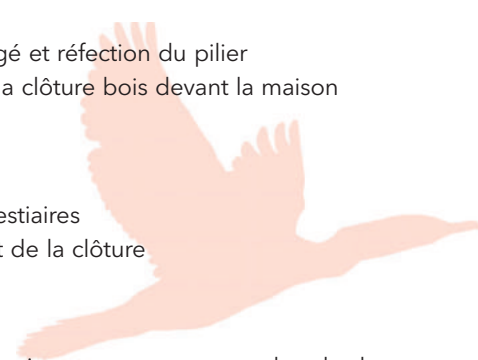 gé et réfection du pilier
a clôture bois devant la maison
estiaires
t de la clôture